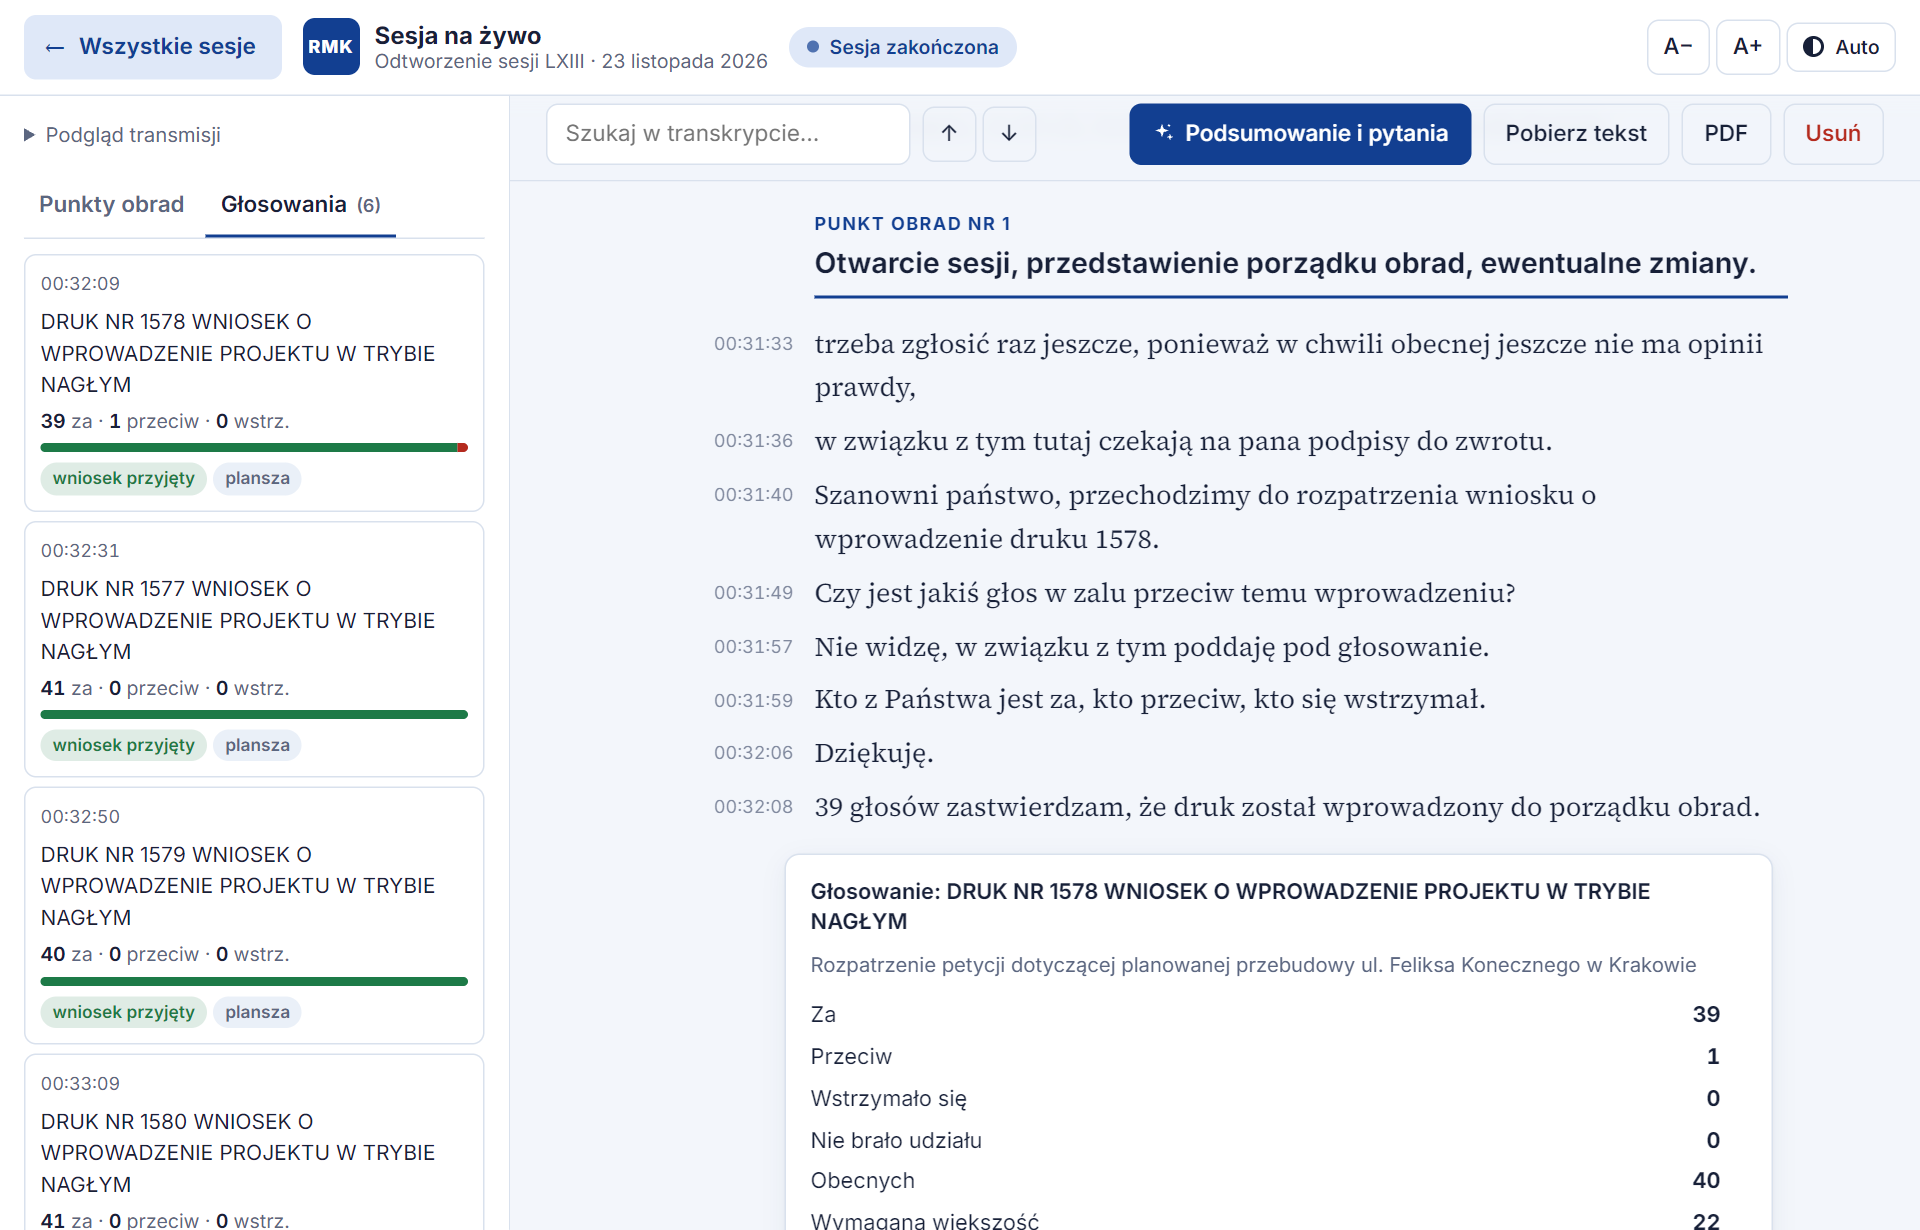 ← Wszystkie sesje
RMK
Sesja na żywo
Odtworzenie sesji LXIII · 23 listopada 2026
Sesja zakończona
A−
A+
Auto
Podgląd transmisji
Punkty obrad
Głosowania (6)
00:32:09
DRUK NR 1578 WNIOSEK O
WPROWADZENIE PROJEKTU W TRYBIE
NAGŁYM
39 za · 1 przeciw · 0 wstrz.
wniosek przyjęty
plansza
00:32:31
DRUK NR 1577 WNIOSEK O
WPROWADZENIE PROJEKTU W TRYBIE
NAGŁYM
41 za · 0 przeciw · 0 wstrz.
wniosek przyjęty
plansza
00:32:50
DRUK NR 1579 WNIOSEK O
WPROWADZENIE PROJEKTU W TRYBIE
NAGŁYM
40 za · 0 przeciw · 0 wstrz.
wniosek przyjęty
plansza
00:33:09
DRUK NR 1580 WNIOSEK O
WPROWADZENIE PROJEKTU W TRYBIE
NAGŁYM
41 za · 0 przeciw · 0 wstrz.
Szukaj w transkrypcie...
↑
↓
Podsumowanie i pytania
Pobierz tekst
PDF
Usuń
PUNKT OBRAD NR 1
Otwarcie sesji, przedstawienie porządku obrad, ewentualne zmiany.
00:31:33 trzeba zgłosić raz jeszcze, ponieważ w chwili obecnej jeszcze nie ma opinii
prawdy,
00:31:36 w związku z tym tutaj czekają na pana podpisy do zwrotu.
00:31:40 Szanowni państwo, przechodzimy do rozpatrzenia wniosku o
wprowadzenie druku 1578.
00:31:49 Czy jest jakiś głos w zalu przeciw temu wprowadzeniu?
00:31:57 Nie widzę, w związku z tym poddaję pod głosowanie.
00:31:59 Kto z Państwa jest za, kto przeciw, kto się wstrzymał.
00:32:06 Dziękuję.
00:32:08 39 głosów zastwierdzam, że druk został wprowadzony do porządku obrad.
Głosowanie: DRUK NR 1578 WNIOSEK O WPROWADZENIE PROJEKTU W TRYBIE
NAGŁYM
Rozpatrzenie petycji dotyczącej planowanej przebudowy ul. Feliksa Konecznego w Krakowie
Za 39
Przeciw 1
Wstrzymało się 0
Nie brało udziału 0
Obecnych 40
Wymagana większość 22